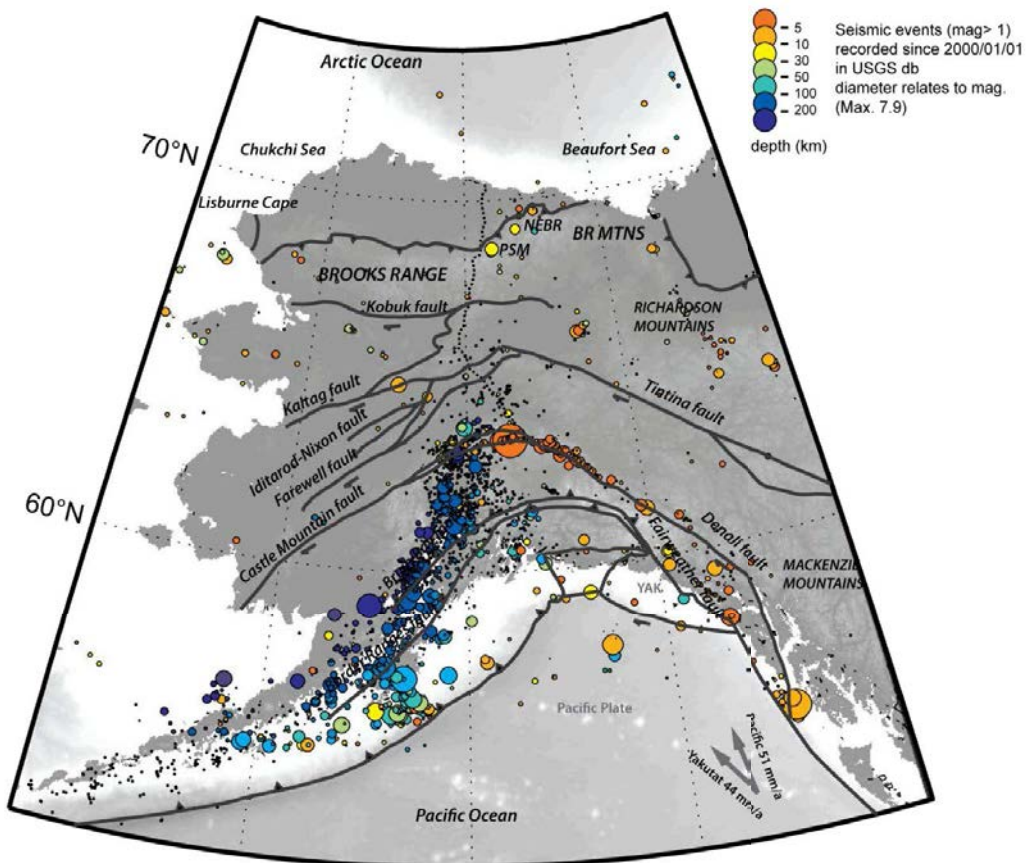 5
10
30
50
100
200
depth (km)
Seismic events (mag> 1)
recorded since 2000/01/01
in USGS db
diameter relates to mag.
(Max. 7.9)
Arctic Ocean
70°N
Chukchi Sea
Beaufort Sea
Lisburne Cape
NEBR
BR MTNS
PSM
BROOKS RANGE
Kobuk fault
RICHARDSON
MOUNTAINS
Kaltag fault
Tintina fault
Iditarod-Nixon fault
Farewell fault
60°N
Castle Mountain fault
Denali fault
Fairweather fault
MACKENZIE
MOUNTAINS
YAK
Pacific Plate
Pacific 51 mm/a
Yakutat 44 mm/a
Pacific Ocean